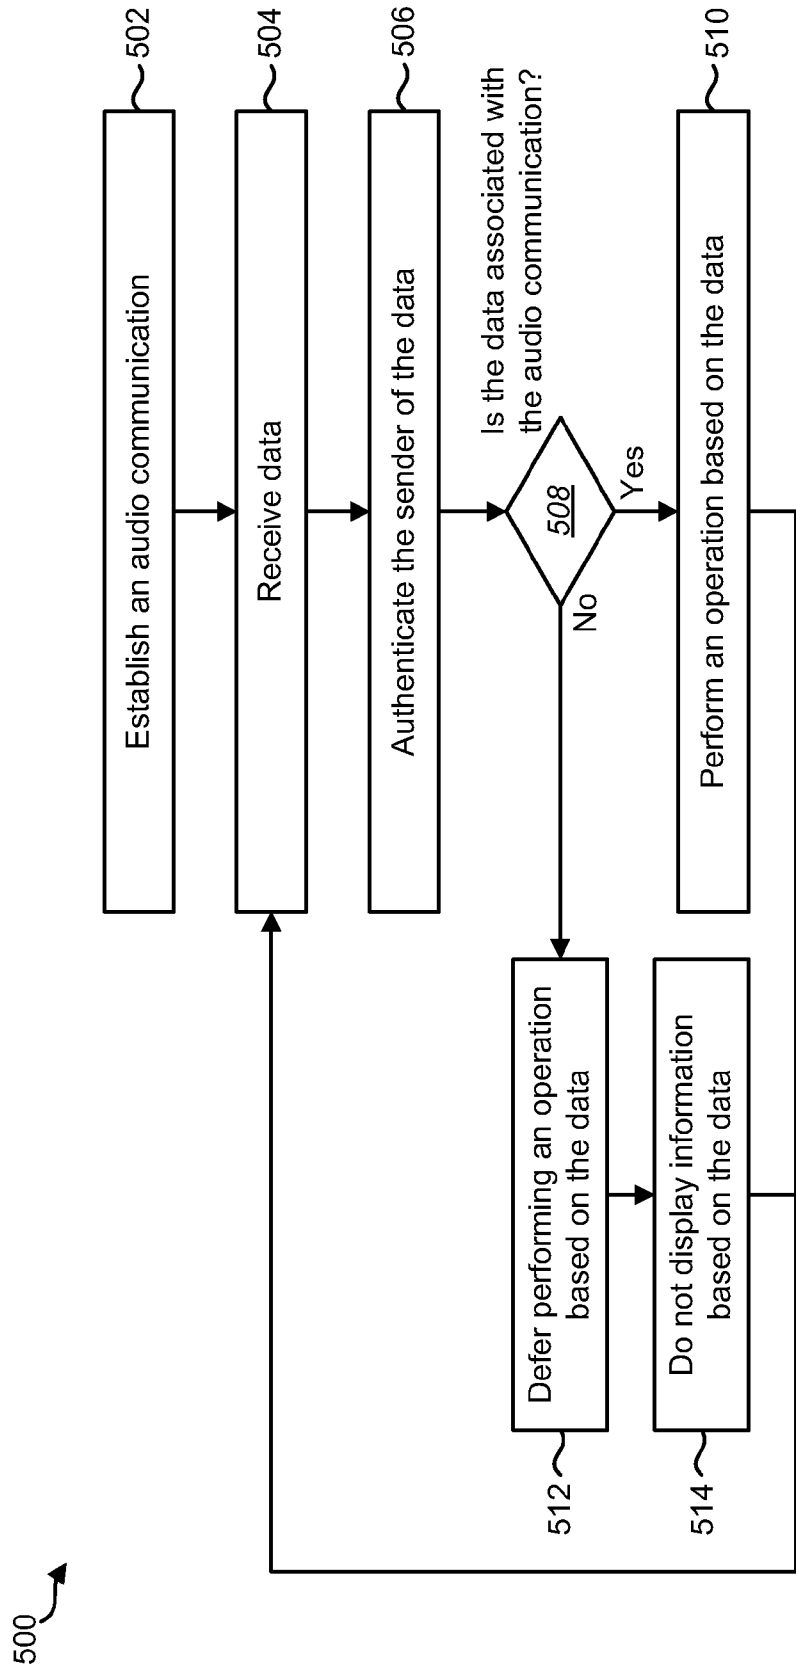 500
Establish an audio communication
502
Receive data
504
Authenticate the sender of the data
506
Is the data associated with
the audio communication?
508
No
Yes
Defer performing an operation
based on the data
512
Perform an operation based on the data
510
Do not display information
based on the data
514